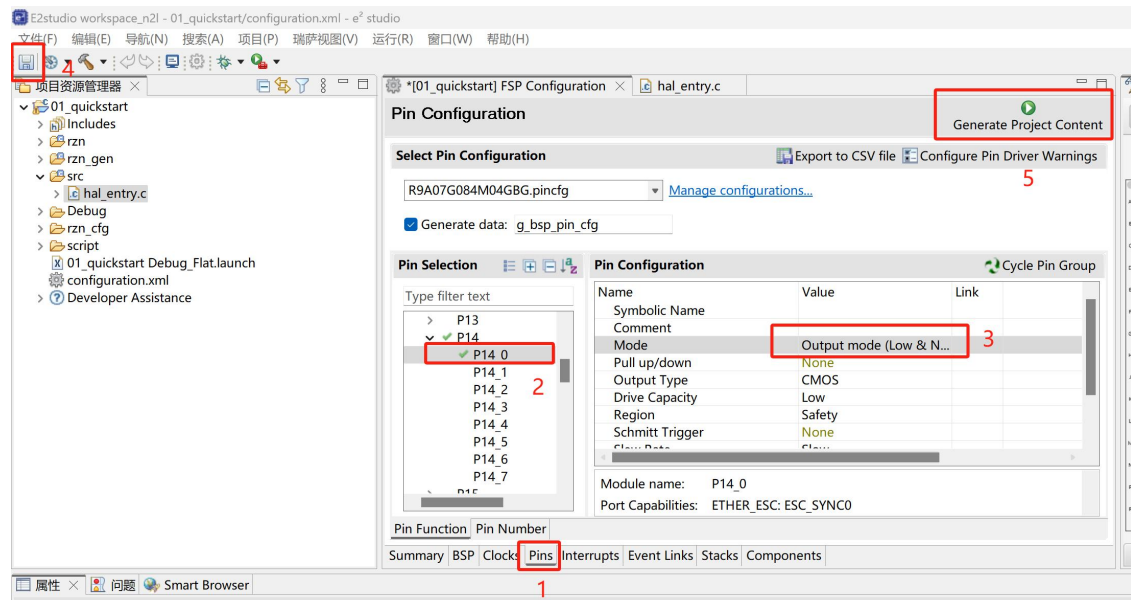 E2studio workspace_n2l - 01_quickstart/configuration.xml - e² studio
文件(F) 编辑(E) 导航(N) 搜索(A) 项目(P) 瑞萨视图(V) 运行(R) 窗口(W) 帮助(H)
4
项目资源管理器
01_quickstart
Includes
rzn
rzn_gen
src
hal_entry.c
Debug
rzn_cfg
script
01_quickstart Debug_Flat.launch
configuration.xml
Developer Assistance
*[01_quickstart] FSP Configuration hal_entry.c
Pin Configuration
Generate Project Content
Select Pin Configuration
Export to CSV file Configure Pin Driver Warnings
5
R9A07G084M04GBG.pincfg Manage configurations...
Generate data: g_bsp_pin_cfg
Pin Selection
Type filter text
P13
P14
P14_0
P14_1
P14_2
P14_3
P14_4
P14_5
P14_6
P14_7
P15
2
Pin Configuration Cycle Pin Group
Name Value Link
Symbolic Name
Comment
Mode Output mode (Low & N...
3
Pull up/down None
Output Type CMOS
Drive Capacity Low
Region Safety
Schmitt Trigger None
Slew Rate Slow
Module name: P14_0
Port Capabilities: ETHER_ESC: ESC_SYNC0
Pin Function Pin Number
Summary BSP Clocks Pins Interrupts Event Links Stacks Components
1
属性 问题 Smart Browser